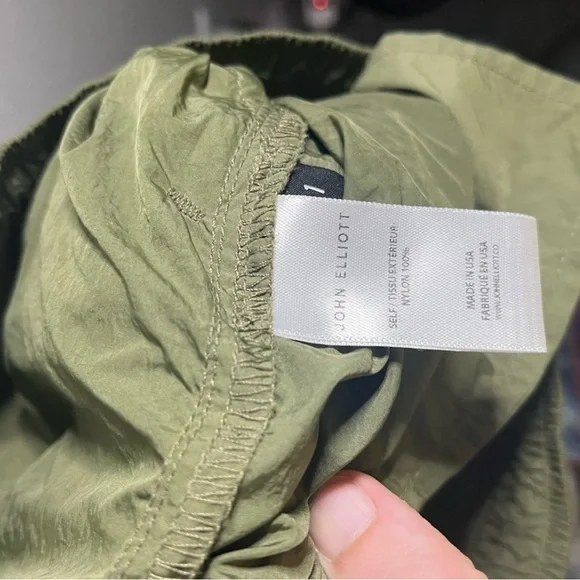 1
JOHN ELLIOTT
SELF / TISSU EXTÉRIEUR
NYLON 100%
MADE IN USA
FABRIQUÉ EN USA
WWW.JOHNELLIOTT.CO